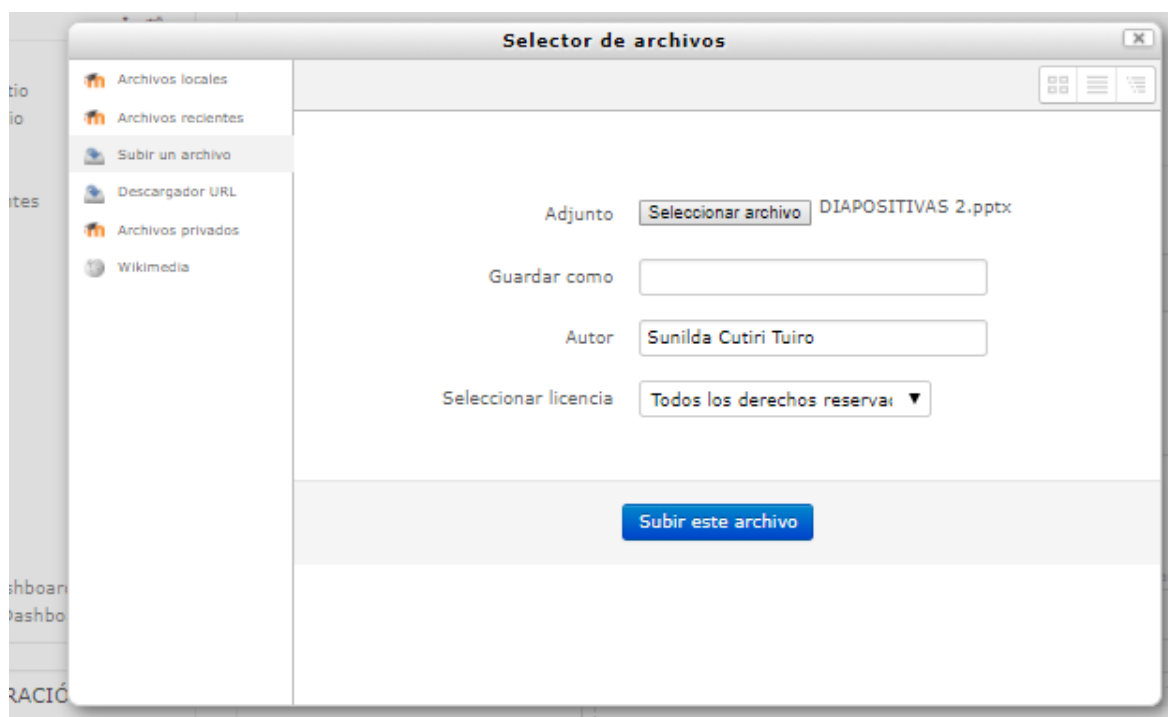 Selector de archivos
Archivos locales
Archivos recientes
Subir un archivo
Descargador URL
Archivos privados
Wikimedia
Adjunto Seleccionar archivo DIAPOSITIVAS 2.pptx
Guardar como
Autor Sunilda Cutiri Tuiro
Seleccionar licencia Todos los derechos reserva
Subir este archivo